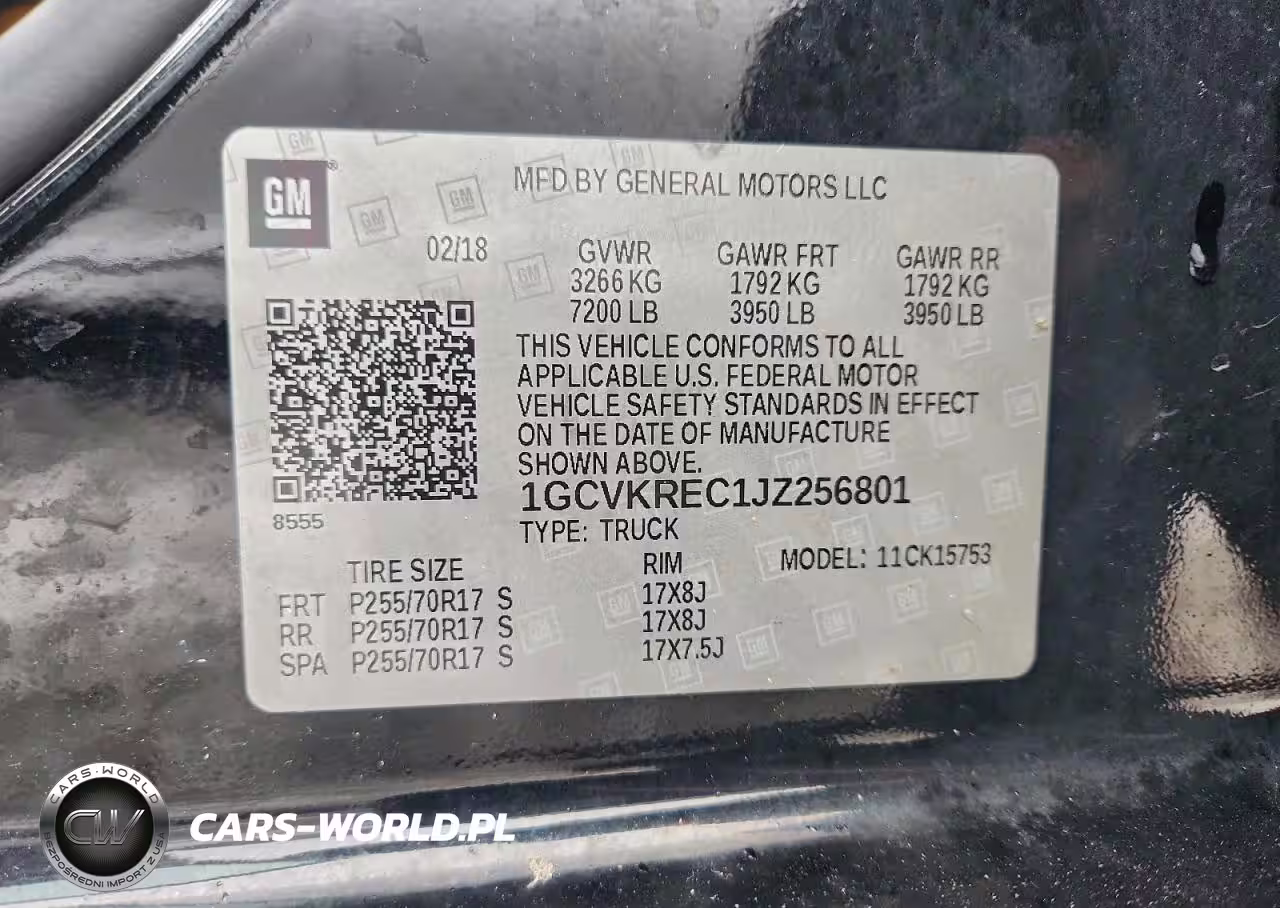 GM
®
MFD BY GENERAL MOTORS LLC
02/18
GVWR GAWR FRT GAWR RR
3266 KG 1792 KG 1792 KG
7200 LB 3950 LB 3950 LB
THIS VEHICLE CONFORMS TO ALL
APPLICABLE U.S. FEDERAL MOTOR
VEHICLE SAFETY STANDARDS IN EFFECT
ON THE DATE OF MANUFACTURE
SHOWN ABOVE.
1GCVKREC1JZ256801
8555
TYPE: TRUCK
MODEL: 11CK15753
TIRE SIZE RIM
FRT P255/70R17 S 17X8J
RR P255/70R17 S 17X8J
SPA P255/70R17 S 17X7.5J
CARS-WORLD
CW
BEZPOŚREDNI IMPORT Z USA
CARS-WORLD.PL